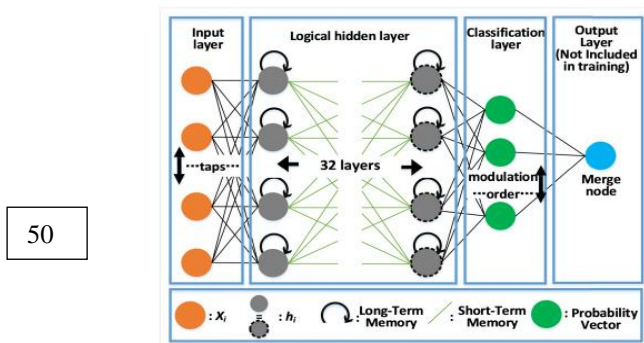 50
Input
layer
Logical hidden layer
Classification
layer
Output
Layer
(Not Included
in training)
taps
32 layers
modulation
order
Merge
node
: Xi
: hi
: Long-Term
Memory
: Short-Term
Memory
: Probability
Vector